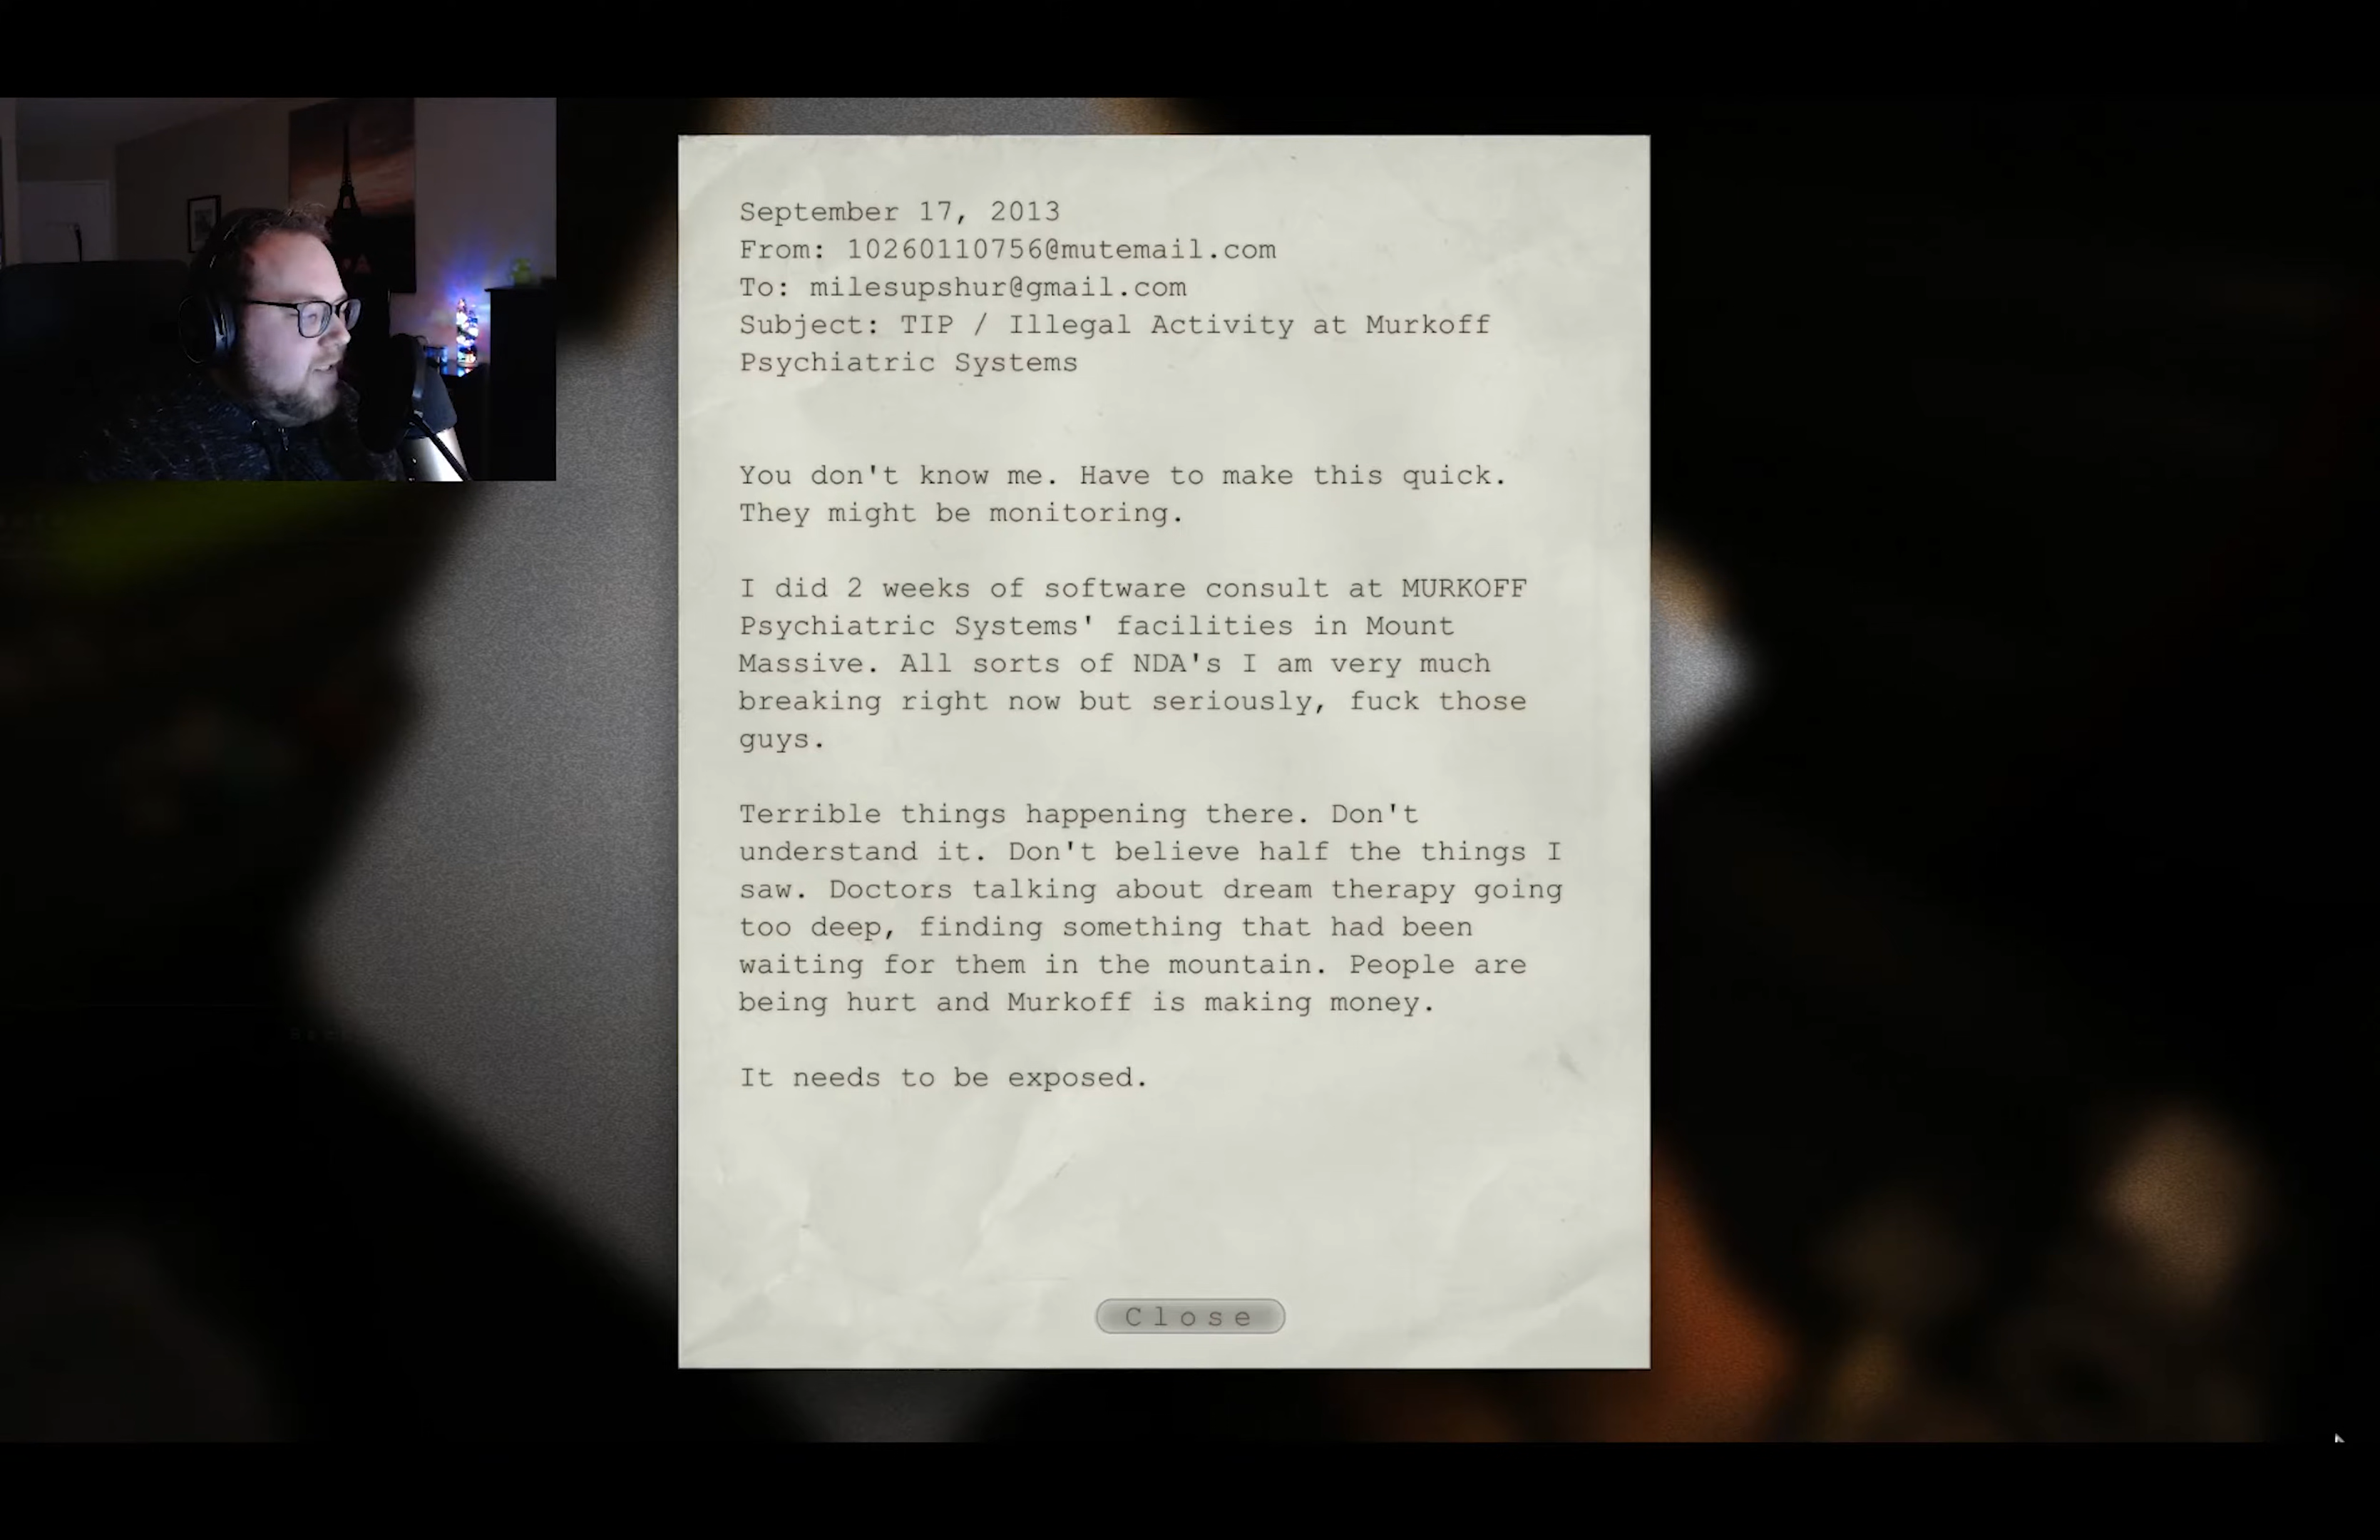 September 17, 2013
From: 10260110756@mutemail.com
To: milesupshur@gmail.com
Subject: TIP / Illegal Activity at Murkoff
Psychiatric Systems
You don't know me. Have to make this quick.
They might be monitoring.
I did 2 weeks of software consult at MURKOFF
Psychiatric Systems' facilities in Mount
Massive. All sorts of NDA's I am very much
breaking right now but seriously, fuck those
guys.
Terrible things happening there. Don't
understand it. Don't believe half the things I
saw. Doctors talking about dream therapy going
too deep, finding something that had been
waiting for them in the mountain. People are
being hurt and Murkoff is making money.
It needs to be exposed.
Close